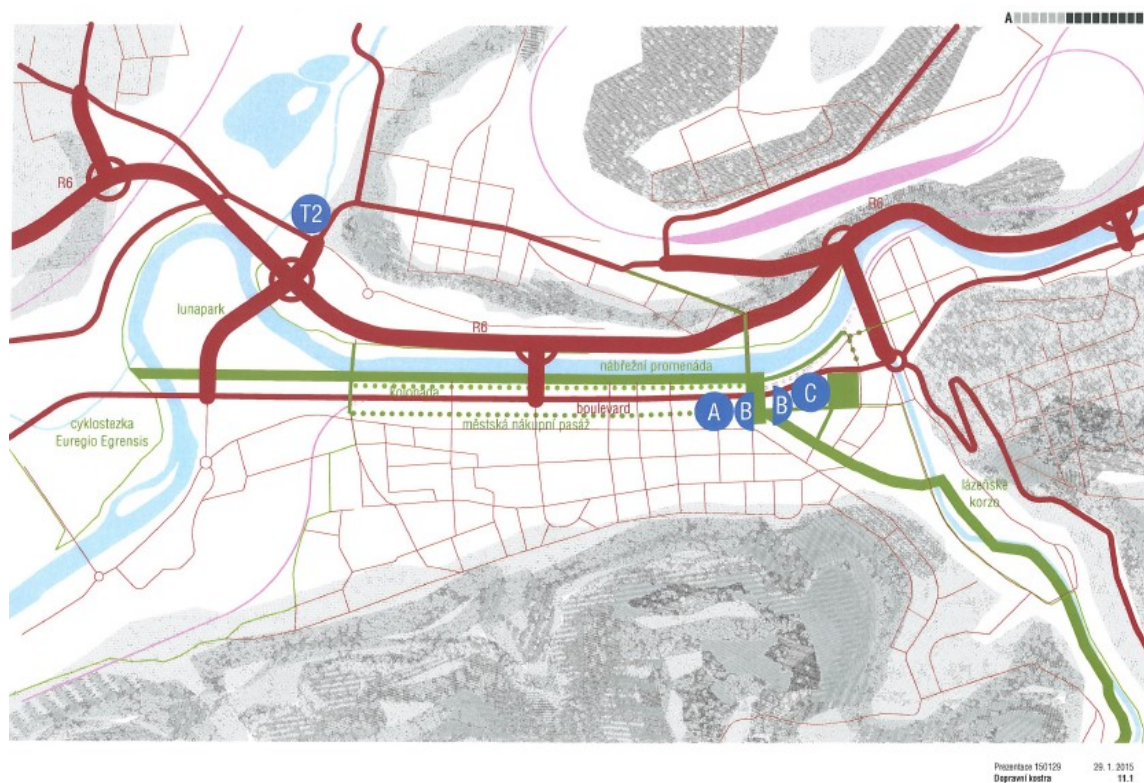 A
R6
T2
R6
lunapark
R6
nábřežní promenáda
kolonáda
boulevard
městská nákupní pasáž
A
B
B
C
cyklostezka
Euregio Egrensis
lázeňské
korzo
Prezentace 150129 29. 1. 2015
Dopravní kostra 11.1